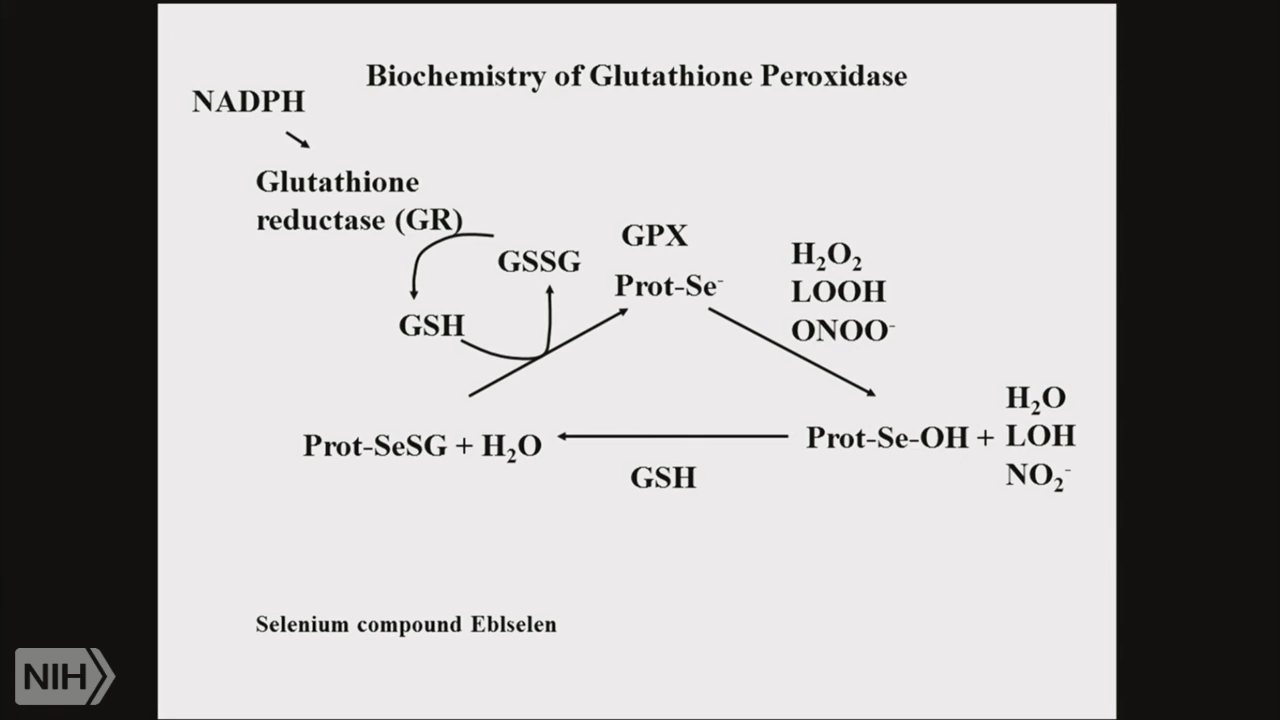 Biochemistry of Glutathione Peroxidase
NADPH
Glutathione
reductase (GR)
GSSG
GPX
Prot-Se⁻
H₂O₂
LOOH
ONOO⁻
GSH
Prot-SeSG + H₂O
GSH
Prot-Se-OH +
H₂O
LOH
NO₂⁻
Selenium compound Eblselen
NIH